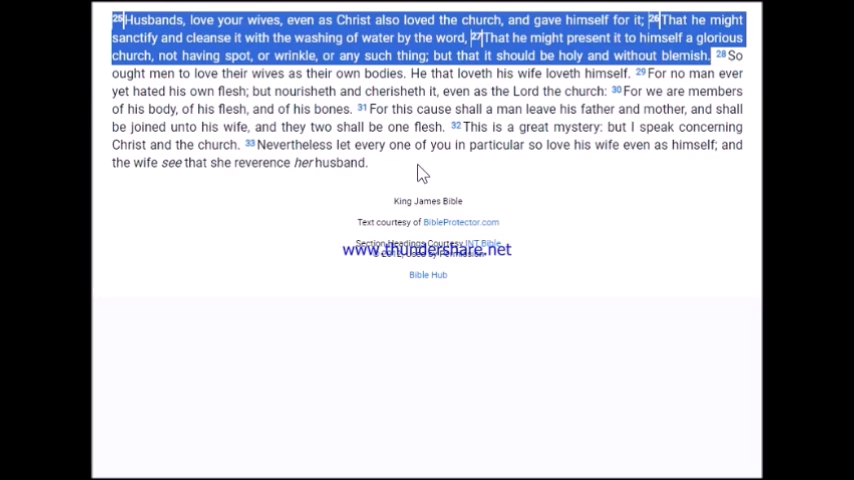 25Husbands, love your wives, even as Christ also loved the church, and gave himself for it; 26That he might
sanctify and cleanse it with the washing of water by the word, 27That he might present it to himself a glorious
church, not having spot, or wrinkle, or any such thing; but that it should be holy and without blemish. 28So
ought men to love their wives as their own bodies. He that loveth his wife loveth himself. 29For no man ever
yet hated his own flesh; but nourisheth and cherisheth it, even as the Lord the church: 30For we are members
of his body, of his flesh, and of his bones. 31For this cause shall a man leave his father and mother, and shall
be joined unto his wife, and they two shall be one flesh. 32This is a great mystery: but I speak concerning
Christ and the church. 33Nevertheless let every one of you in particular so love his wife even as himself; and
the wife see that she reverence her husband.
King James Bible
Text courtesy of BibleProtector.com
Section Headings Courtesy INT Bible
www.thundershare.net
© 2012, Used by Permission.
Bible Hub